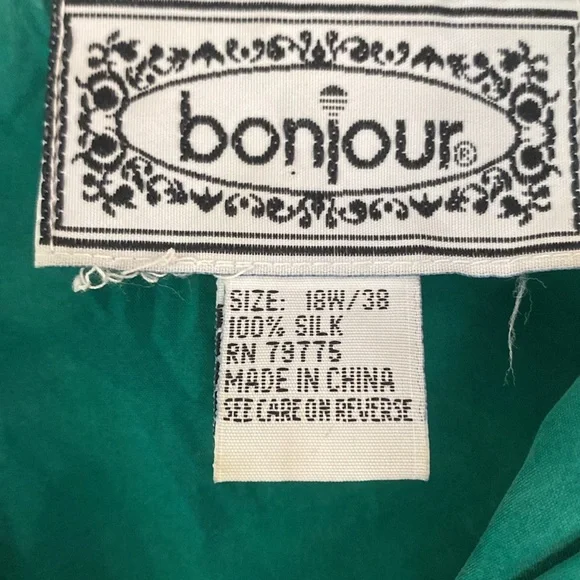 bonjour®
SIZE: 18W/38
100% SILK
RN 79775
MADE IN CHINA
SEE CARE ON REVERSE